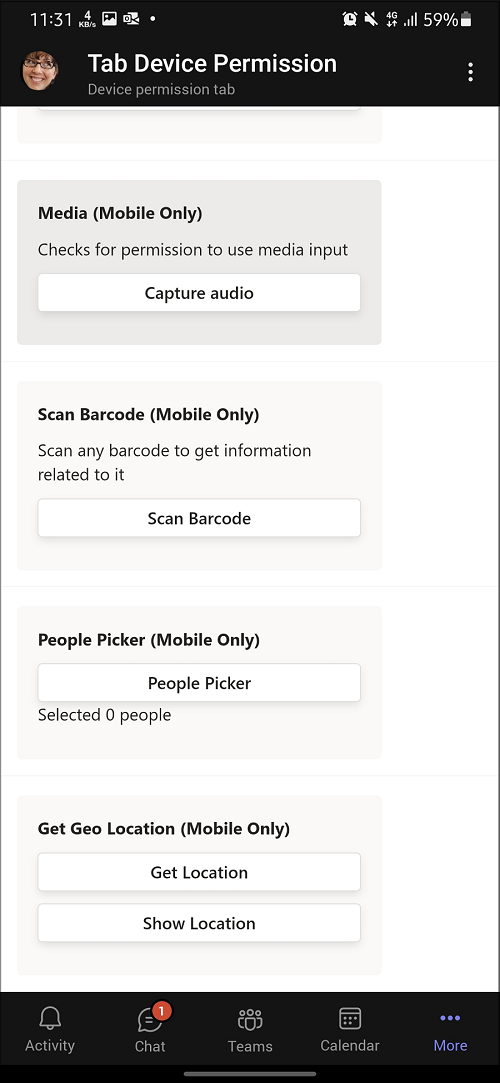 11:31 4 KB/s 4G 59%
Tab Device Permission
Device permission tab
Media (Mobile Only)
Checks for permission to use media input
Capture audio
Scan Barcode (Mobile Only)
Scan any barcode to get information
related to it
Scan Barcode
People Picker (Mobile Only)
People Picker
Selected 0 people
Get Geo Location (Mobile Only)
Get Location
Show Location
1
Activity Chat Teams Calendar More